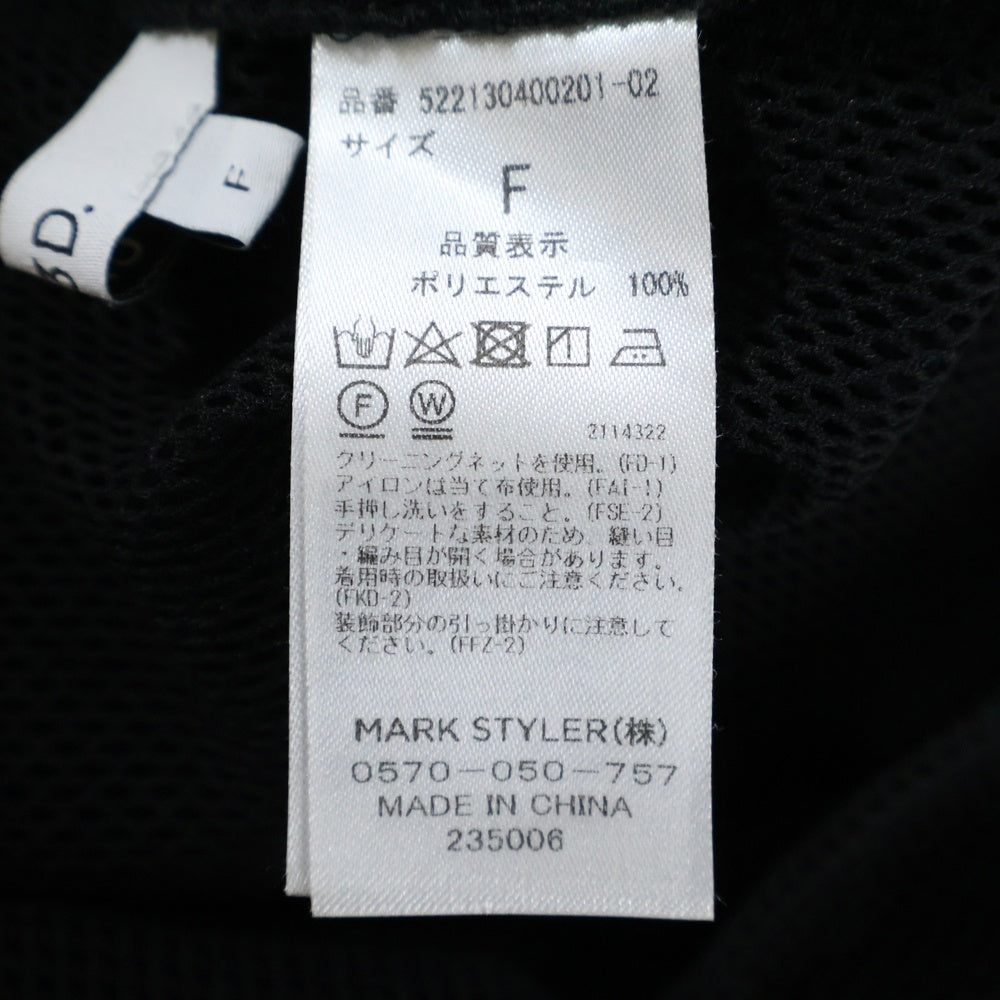 品番 522130400201-02
サイズ
F
品質表示
ポリエステル 100%
F W
2114322
クリーニングネットを使用。(FD-1)
アイロンは当て布使用。(FAI-1)
手押し洗いをすること。(FSE-2)
デリケートな素材のため、縫い目
・編み目が開く場合があります。
着用時の取扱いにご注意ください。
(FKD-2)
装飾部分の引っ掛かりに注意して
ください。(FFZ-2)
MARK STYLER(株)
0570-050-757
MADE IN CHINA
235006
D.
F